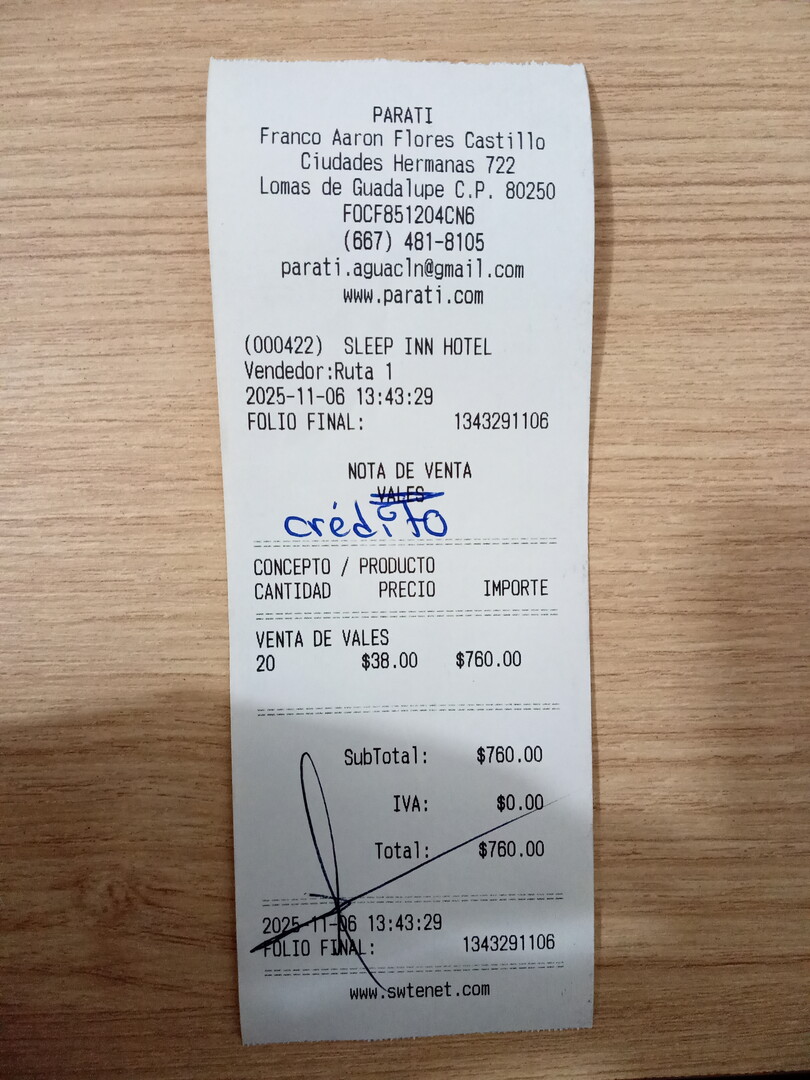 PARATI
Franco Aaron Flores Castillo
Ciudades Hermanas 722
Lomas de Guadalupe C.P. 80250
FOCF851204CN6
(667) 481-8105
parati.aguacln@gmail.com
www.parati.com
(000422) SLEEP INN HOTEL
Vendedor:Ruta 1
2025-11-06 13:43:29
FOLIO FINAL: 1343291106
NOTA DE VENTA
VALES
crédito
CONCEPTO / PRODUCTO
CANTIDAD PRECIO IMPORTE
VENTA DE VALES
20 $38.00 $760.00
SubTotal: $760.00
IVA: $0.00
Total: $760.00
2025-11-06 13:43:29
FOLIO FINAL: 1343291106
www.swtenet.com